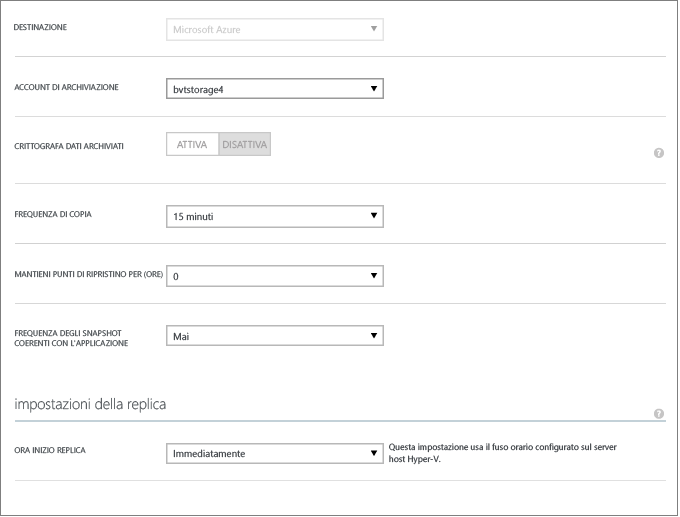 DESTINAZIONE
Microsoft Azure
ACCOUNT DI ARCHIVIAZIONE
bvtstorage4
CRITTOGRAFA DATI ARCHIVIATI
ATTIVA DISATTIVA
?
FREQUENZA DI COPIA
15 minuti
MANTIENI PUNTI DI RIPRISTINO PER (ORE)
0
FREQUENZA DEGLI SNAPSHOT
COERENTI CON L'APPLICAZIONE
Mai
impostazioni della replica
?
ORA INIZIO REPLICA
Immediatamente
Questa impostazione usa il fuso orario configurato sul server
host Hyper-V.